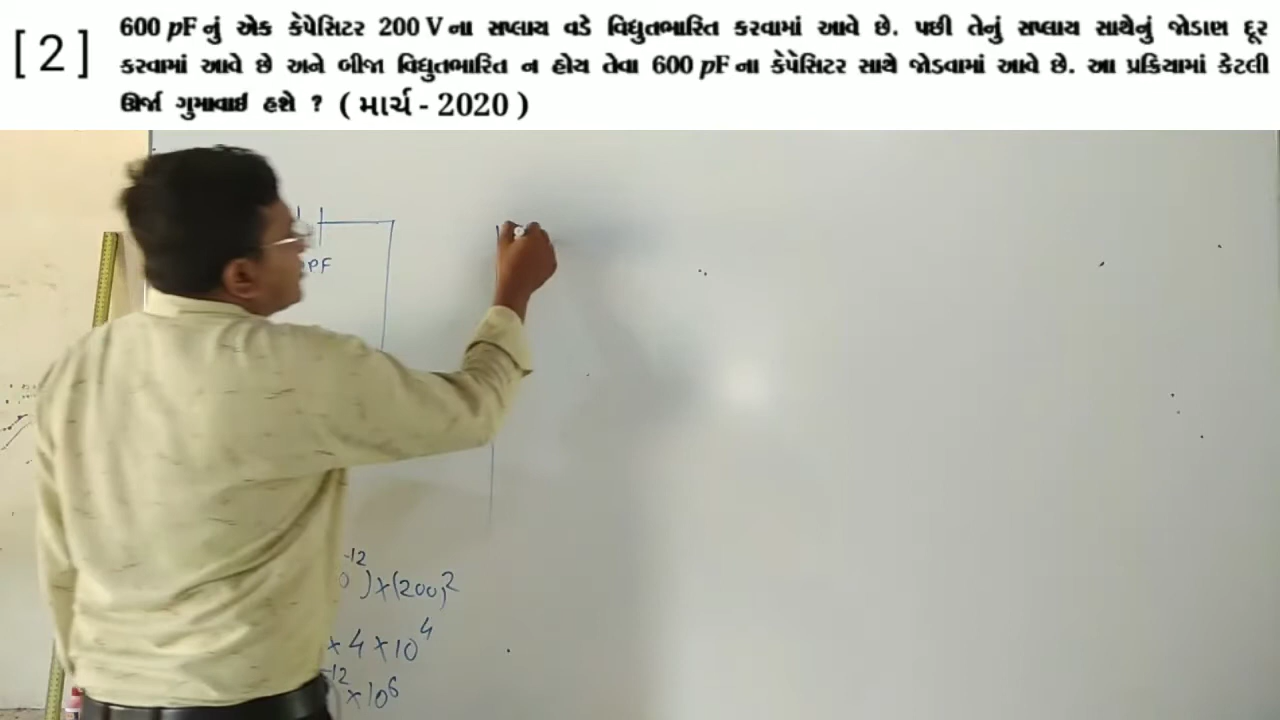 [2] 600 pF નું એક કેપેસિટર 200 V ના સપ્લાય વડે વિદ્યુતભારિત કરવામાં આવે છે. પછી તેનું સપ્લાય સાથેનું જોડાણ દૂર
કરવામાં આવે છે અને બીજા વિદ્યુતભારિત ન હોય તેવા 600 pF ના કેપેસિટર સાથે જોડવામાં આવે છે. આ પ્રક્રિયામાં કેટલી
ઊર્જા ગુમાવાઈ હશે ? ( માર્ચ - 2020 )
PF
0⁻¹²)×(200)²
× 4 × 10⁴
⁻¹² × 10⁶